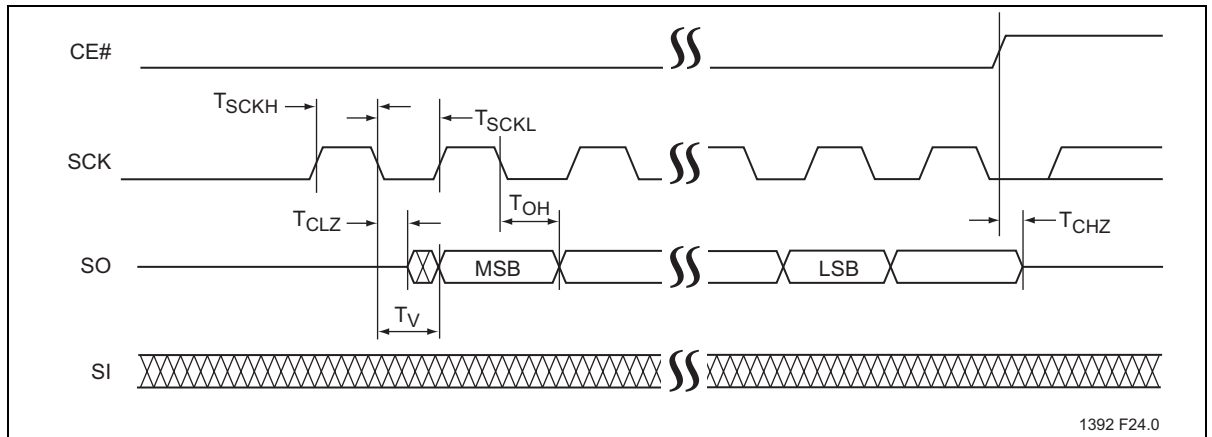 CE#
TSCKH
TSCKL
SCK
TOH
TCLZ
TCHZ
SO
MSB
LSB
TV
SI
1392 F24.0